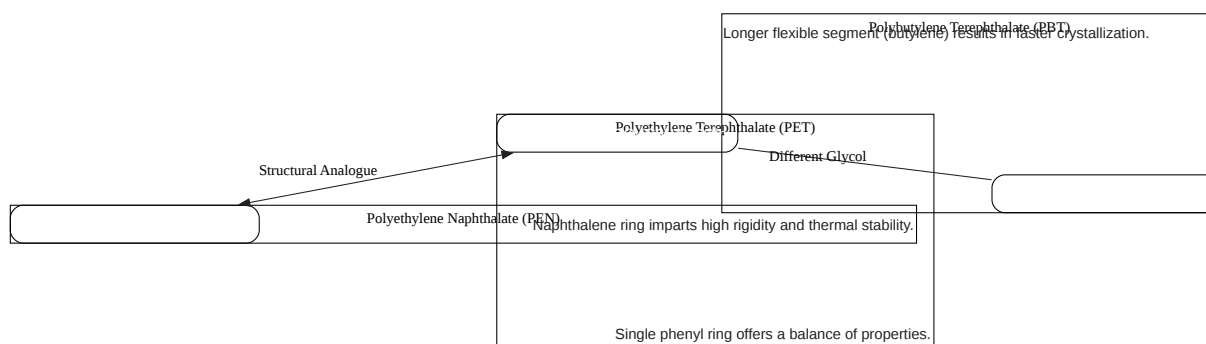 Polybutylene Terephthalate (PBT)
Longer flexible segment (butylene) results in faster crystallization.
Polyethylene Terephthalate (PET)
Different Glycol
Structural Analogue
Polyethylene Naphthalate (PEN)
Naphthalene ring imparts high rigidity and thermal stability.
Single phenyl ring offers a balance of properties.